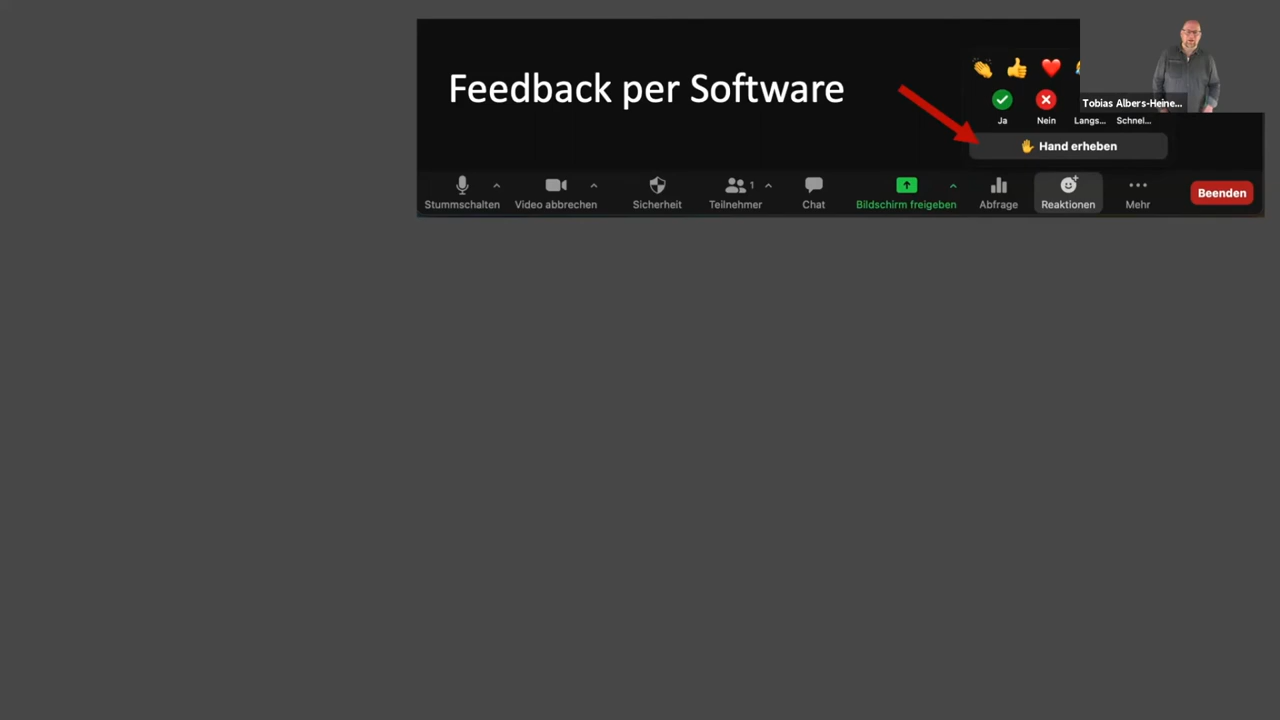 Feedback per Software
Tobias Albers-Heine...
Ja
Nein
Langs...
Schnel...
Hand erheben
Stummschalten
Video abbrechen
Sicherheit
1
Teilnehmer
Chat
Bildschirm freigeben
Abfrage
Reaktionen
Mehr
Beenden